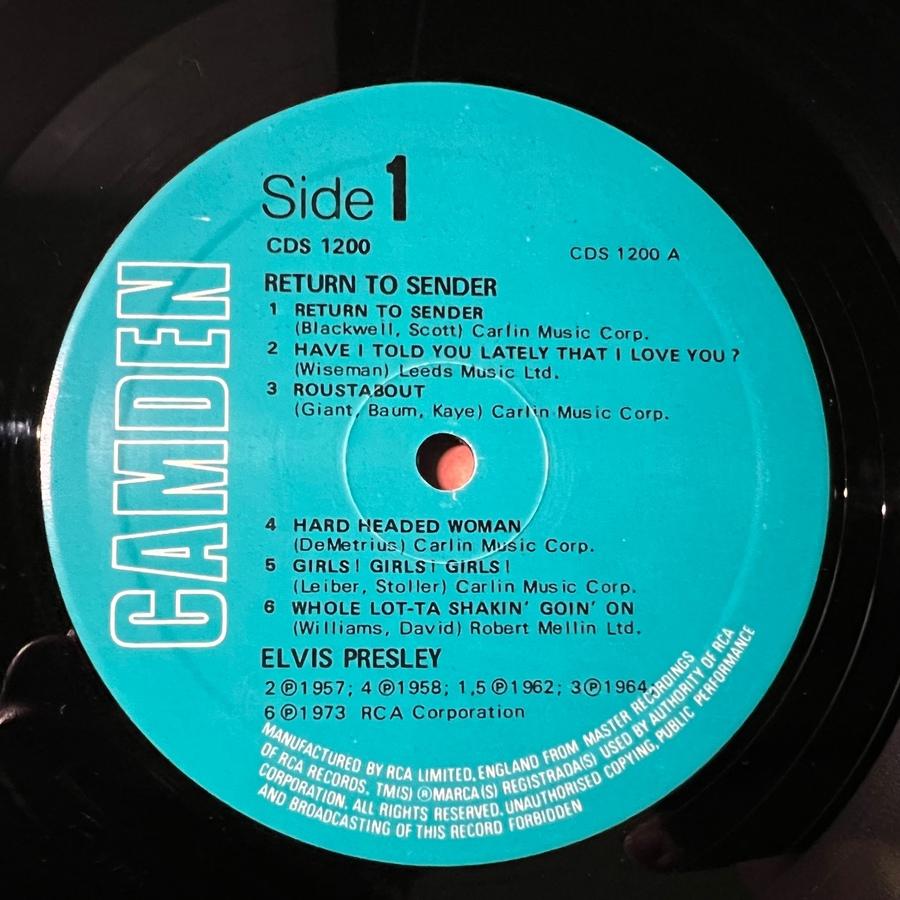 CAMDEN
Side 1
CDS 1200
CDS 1200 A
RETURN TO SENDER
1 RETURN TO SENDER
(Blackwell, Scott) Carlin Music Corp.
2 HAVE I TOLD YOU LATELY THAT I LOVE YOU ?
(Wiseman) Leeds Music Ltd.
3 ROUSTABOUT
(Giant, Baum, Kaye) Carlin Music Corp.
4 HARD HEADED WOMAN
(DeMetrius) Carlin Music Corp.
5 GIRLS! GIRLS! GIRLS!
(Leiber, Stoller) Carlin Music Corp.
6 WHOLE LOT-TA SHAKIN' GOIN' ON
(Williams, David) Robert Mellin Ltd.
ELVIS PRESLEY
2 ℗ 1957; 4 ℗ 1958; 1,5 ℗ 1962; 3 ℗ 1964;
6 ℗ 1973 RCA Corporation
MANUFACTURED BY RCA LIMITED, ENGLAND FROM MASTER RECORDINGS
OF RCA RECORDS. TM(S) ® MARCA(S) REGISTRADA(S) USED BY AUTHORITY OF RCA
CORPORATION. ALL RIGHTS RESERVED. UNAUTHORISED COPYING, PUBLIC PERFORMANCE
AND BROADCASTING OF THIS RECORD FORBIDDEN